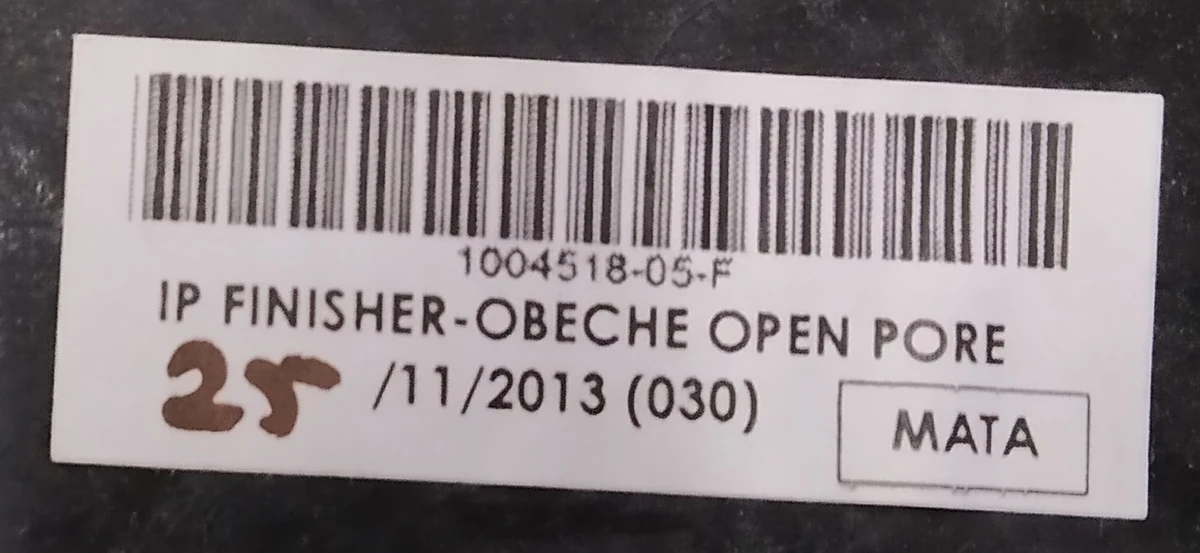 1004518-05-F
IP FINISHER-OBECHE OPEN PORE
25 /11/2013 (030)
MATA